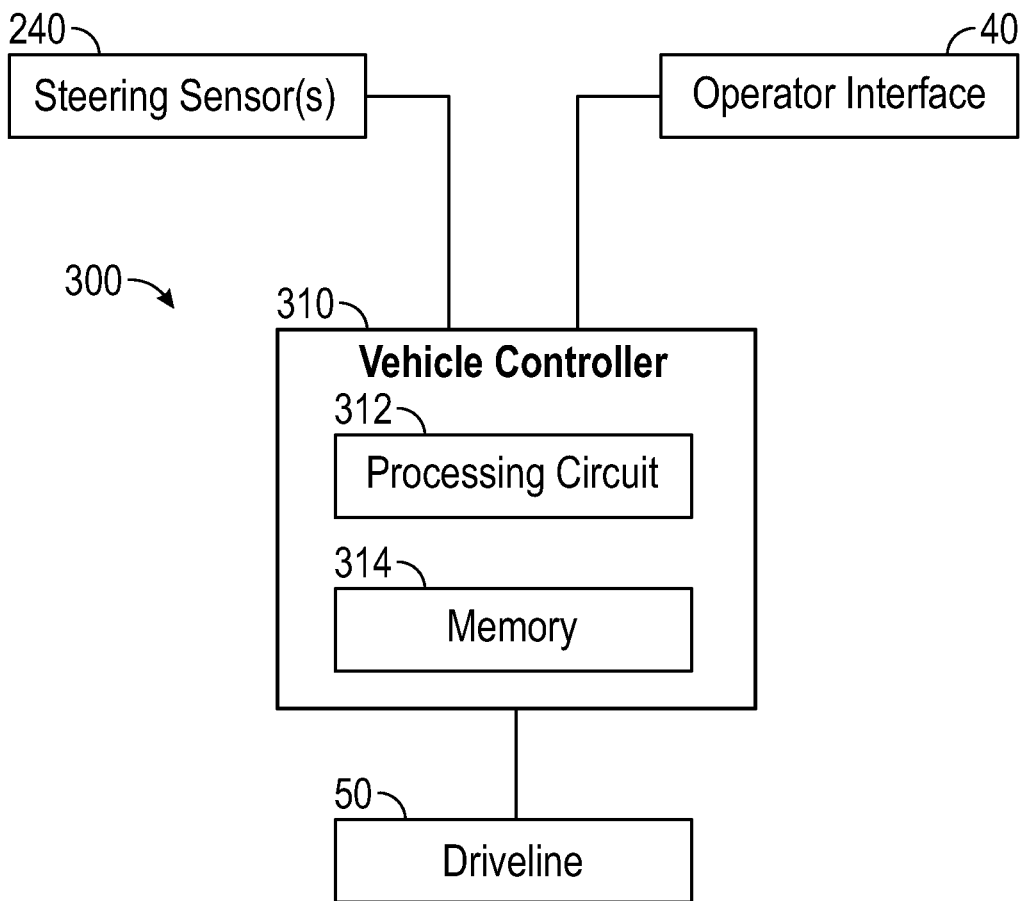 240
Steering Sensor(s)
40
Operator Interface
300
310
Vehicle Controller
312
Processing Circuit
314
Memory
50
Driveline